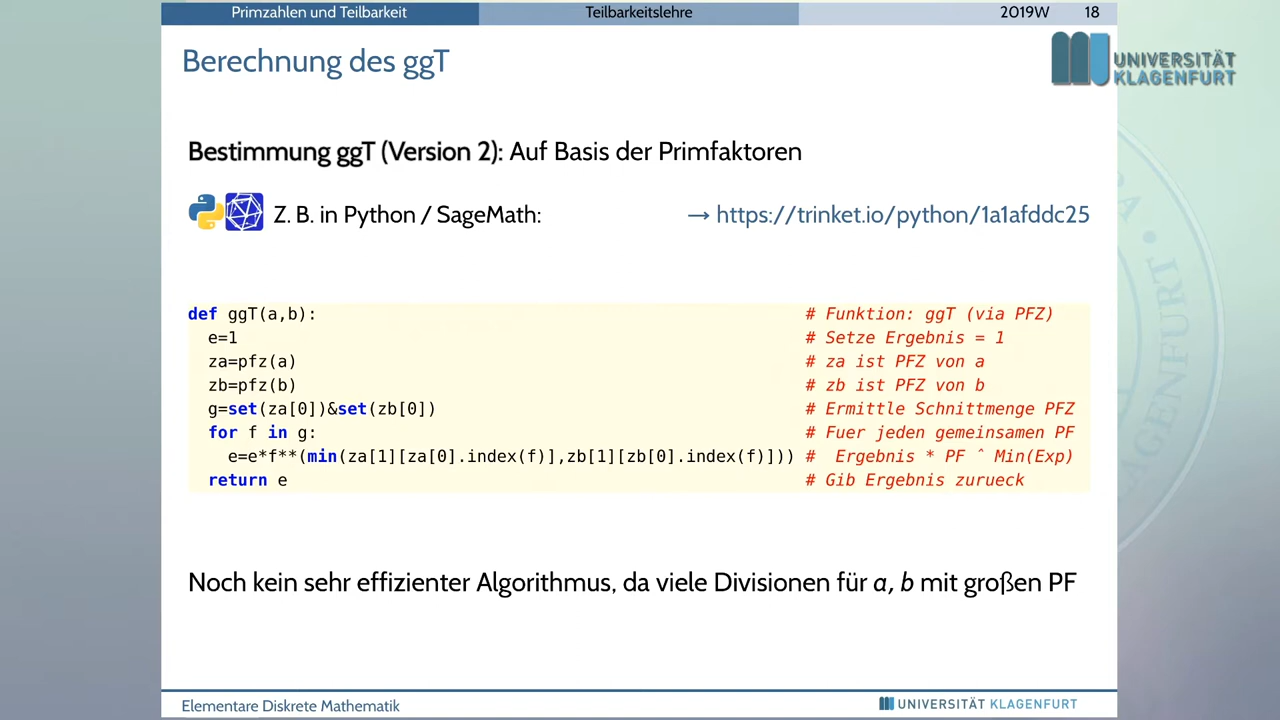 Primzahlen und Teilbarkeit Teilbarkeitslehre 2019W 18
Berechnung des ggT
UNIVERSITÄT
KLAGENFURT
Bestimmung ggT (Version 2): Auf Basis der Primfaktoren
Z. B. in Python / SageMath: → https://trinket.io/python/1a1afddc25
def ggT(a,b): # Funktion: ggT (via PFZ)
e=1 # Setze Ergebnis = 1
za=pfz(a) # za ist PFZ von a
zb=pfz(b) # zb ist PFZ von b
g=set(za[0])&set(zb[0]) # Ermittle Schnittmenge PFZ
for f in g: # Fuer jeden gemeinsamen PF
e=e*f**(min(za[1][za[0].index(f)],zb[1][zb[0].index(f)])) # Ergebnis * PF ^ Min(Exp)
return e # Gib Ergebnis zurueck
Noch kein sehr effizienter Algorithmus, da viele Divisionen für a, b mit großen PF
Elementare Diskrete Mathematik UNIVERSITÄT KLAGENFURT